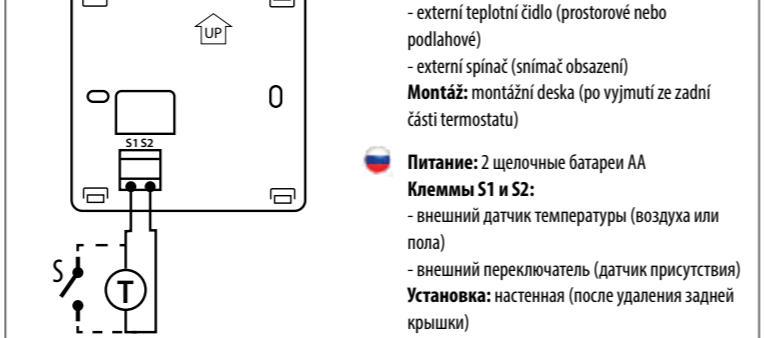 UP
S1 S2
S
T
- externí teplotní čidlo (prostorové nebo
podlahové)
- externí spínač (snímač obsazení)
Montáž: montážní deska (po vyjmutí ze zadní
části termostatu)
Питание: 2 щелочные батареи АА
Клеммы S1 и S2:
- внешний датчик температуры (воздуха или
пола)
- внешний переключатель (датчик присутствия)
Установка: настенная (после удаления задней
крышки)